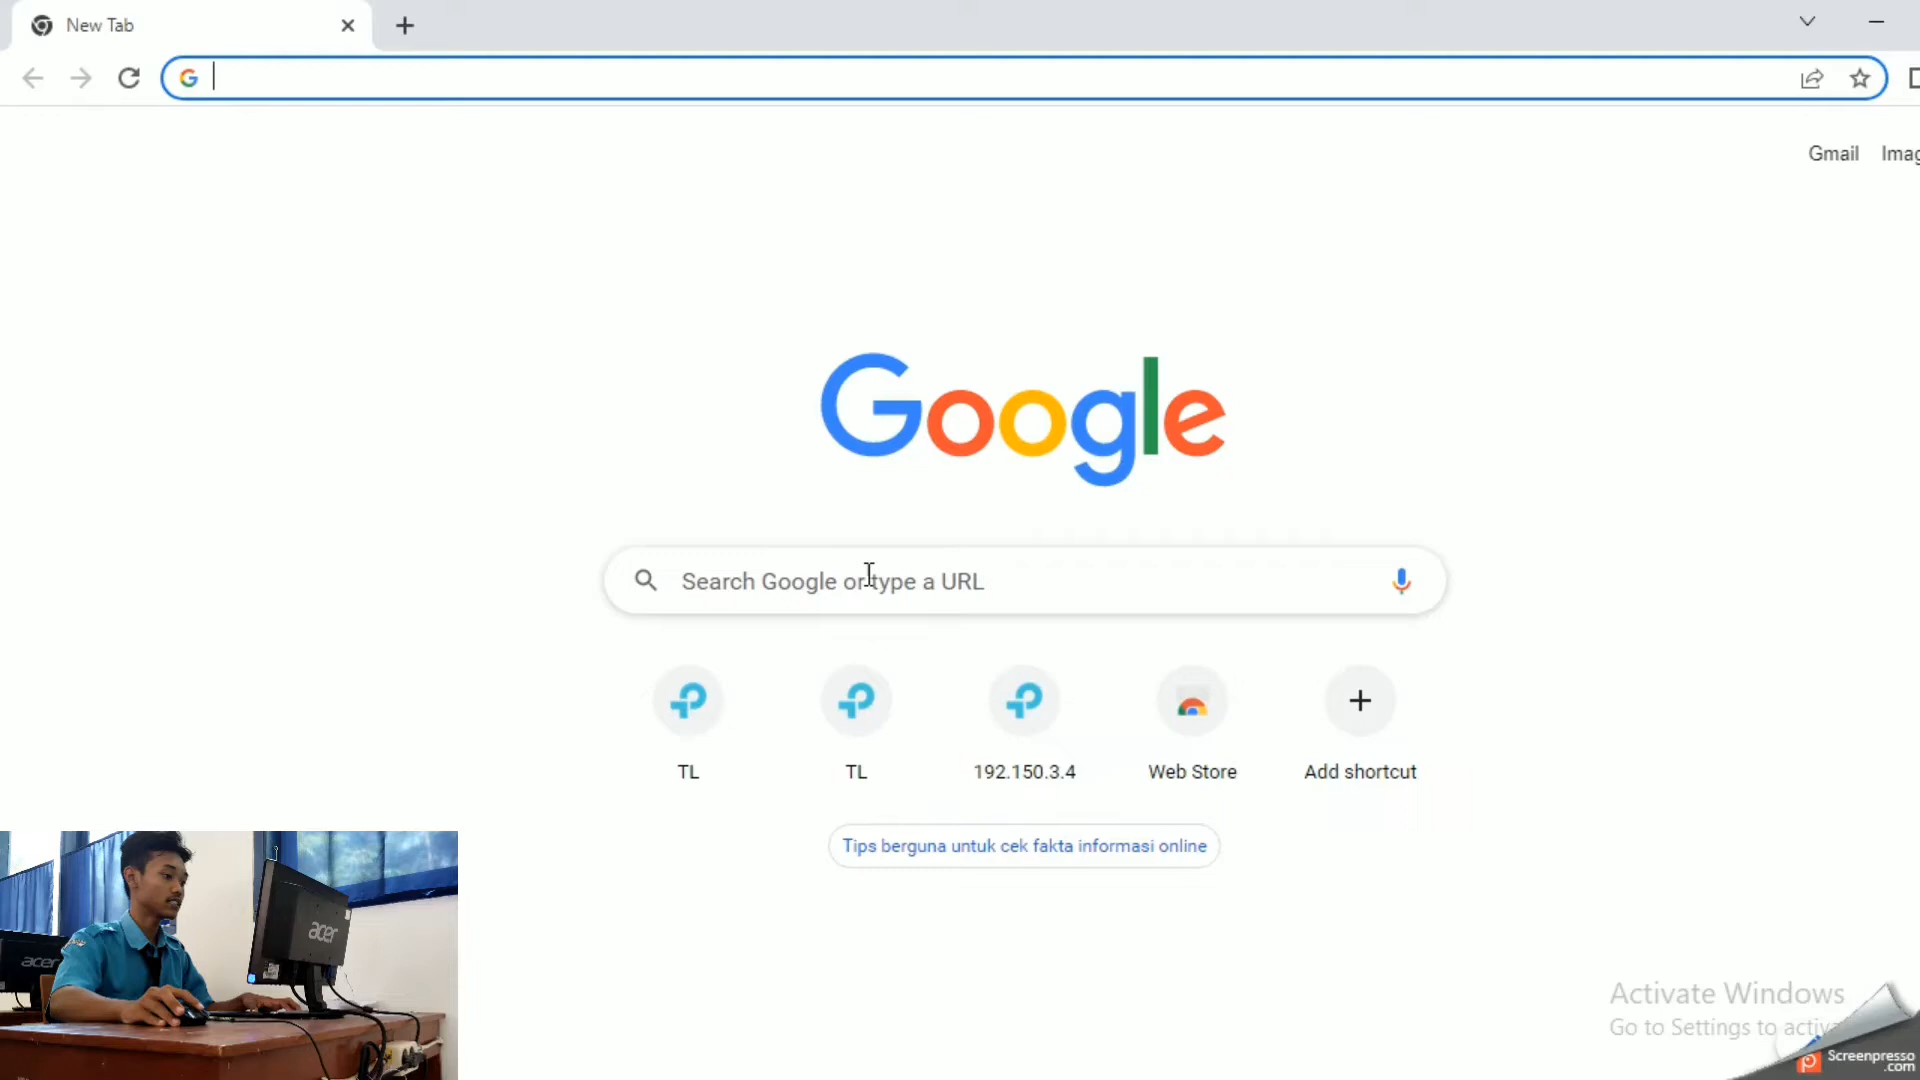 New Tab
Gmail
Google
Search Google or type a URL
TL
TL
192.150.3.4
Web Store
Add shortcut
Tips berguna untuk cek fakta informasi online
acer
acer
Activate Windows
Go to Settings to
Screenpresso
.com